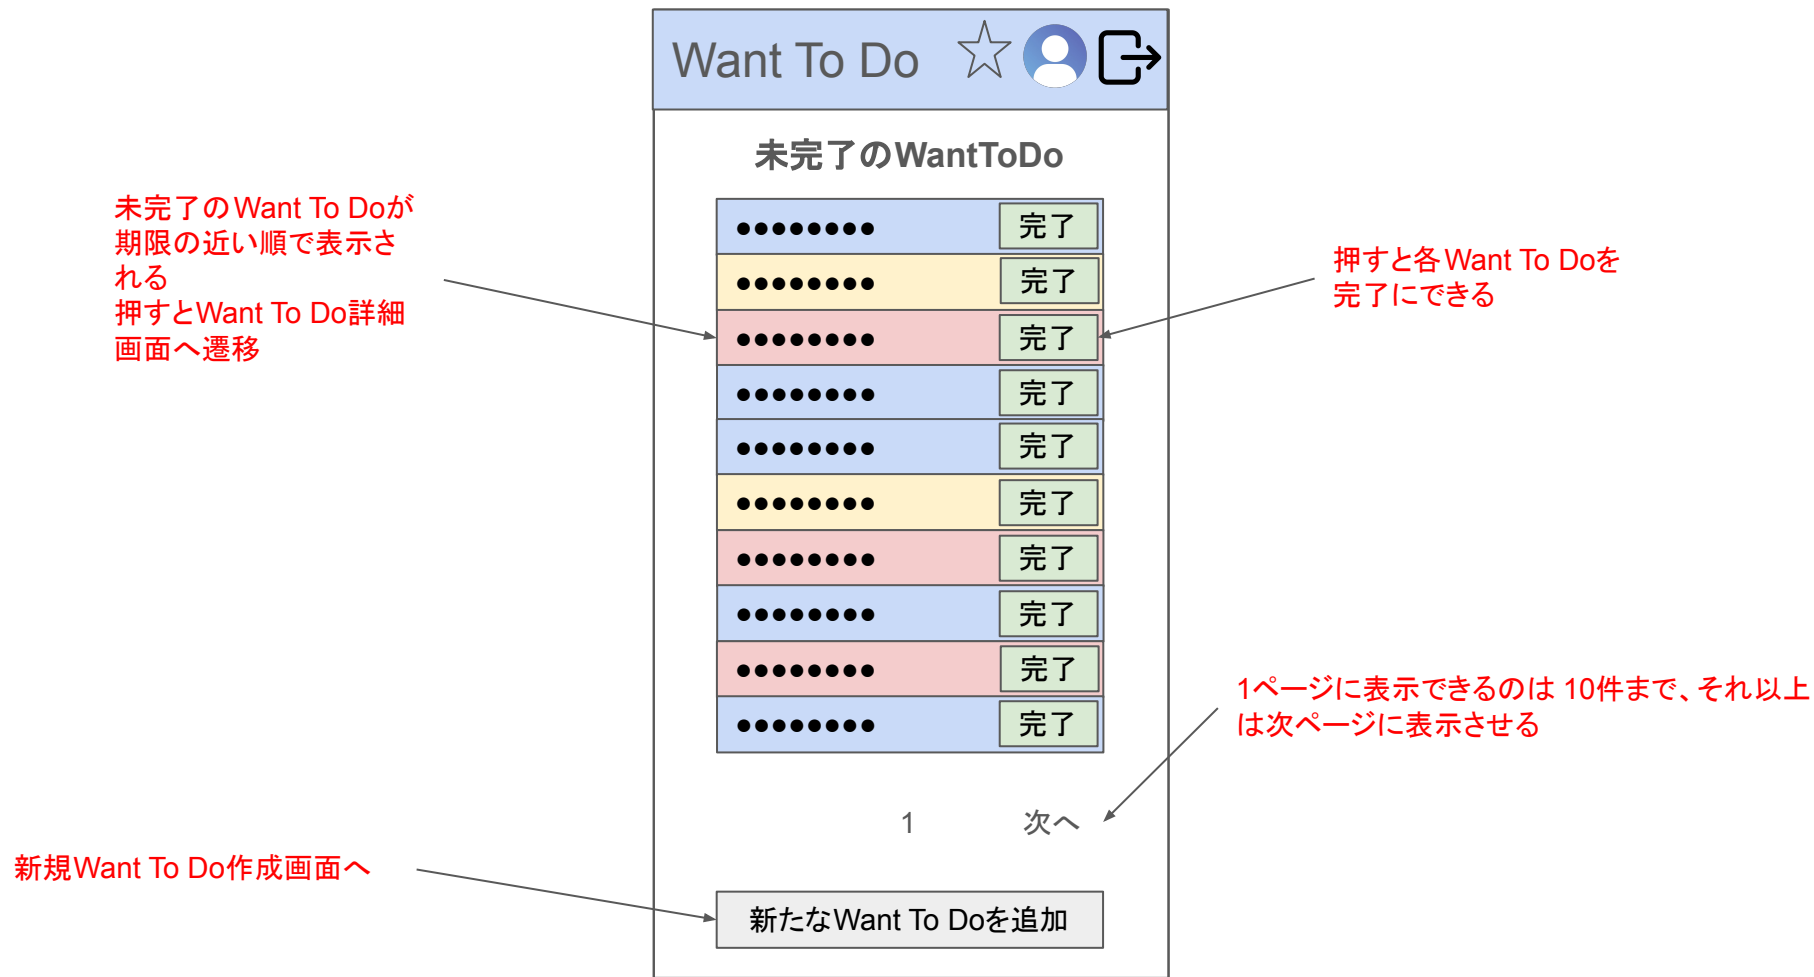 Want To Do
未完了のWantToDo
未完了のWant To Doが
期限の近い順で表示さ
れる
押すとWant To Do詳細
画面へ遷移
●●●●●●●● 完了
●●●●●●●● 完了
●●●●●●●● 完了
●●●●●●●● 完了
●●●●●●●● 完了
●●●●●●●● 完了
●●●●●●●● 完了
●●●●●●●● 完了
●●●●●●●● 完了
●●●●●●●● 完了
押すと各Want To Doを
完了にできる
1ページに表示できるのは 10件まで、それ以上
は次ページに表示させる
1 次へ
新規Want To Do作成画面へ
新たなWant To Doを追加